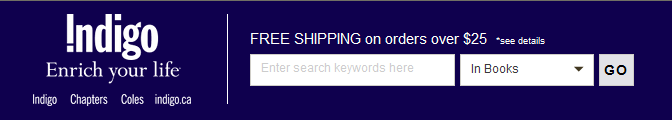 Indigo
Enrich your life
Indigo Chapters Coles indigo.ca
FREE SHIPPING on orders over $25 *see details
Enter search keywords here In Books GO